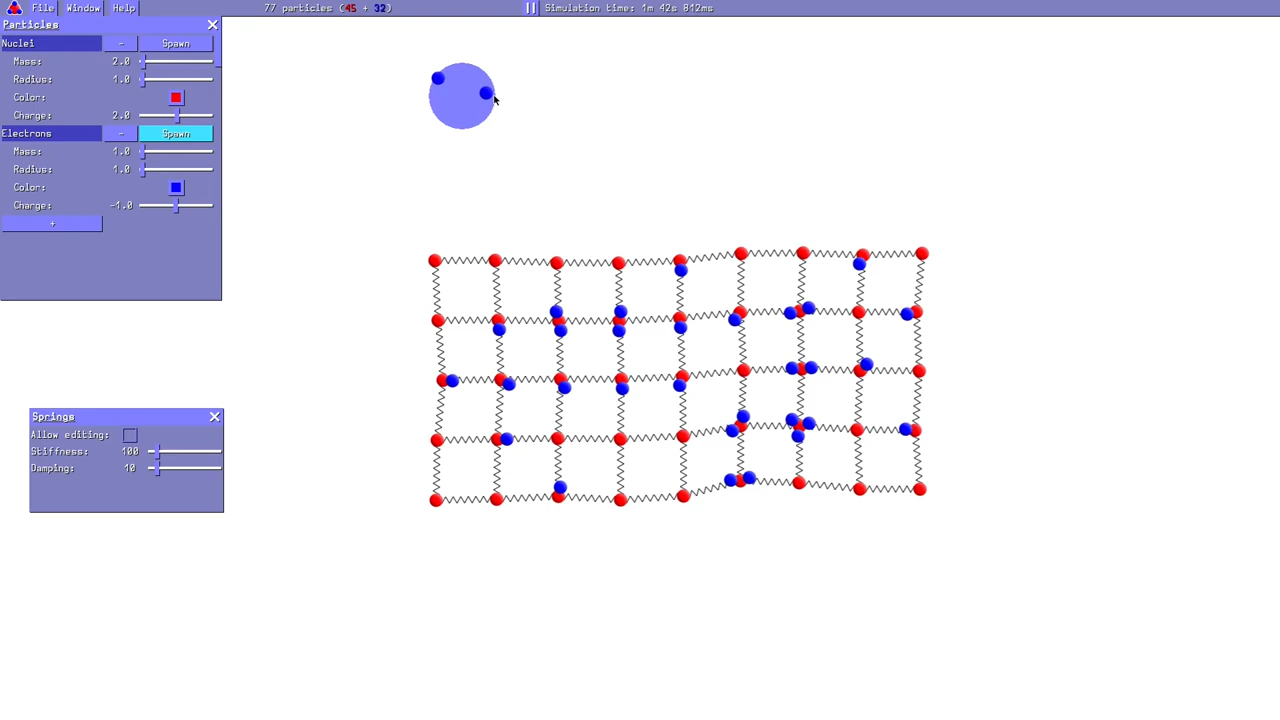 File Window Help 77 particles (45 + 32) Simulation time: 1m 42s 812ms
Particles
Nuclei - Spawn
Mass: 2.0
Radius: 1.0
Color:
Charge: 2.0
Electrons - Spawn
Mass: 1.0
Radius: 1.0
Color:
Charge: -1.0
+
Springs
Allow editing:
Stiffness: 100
Damping: 10